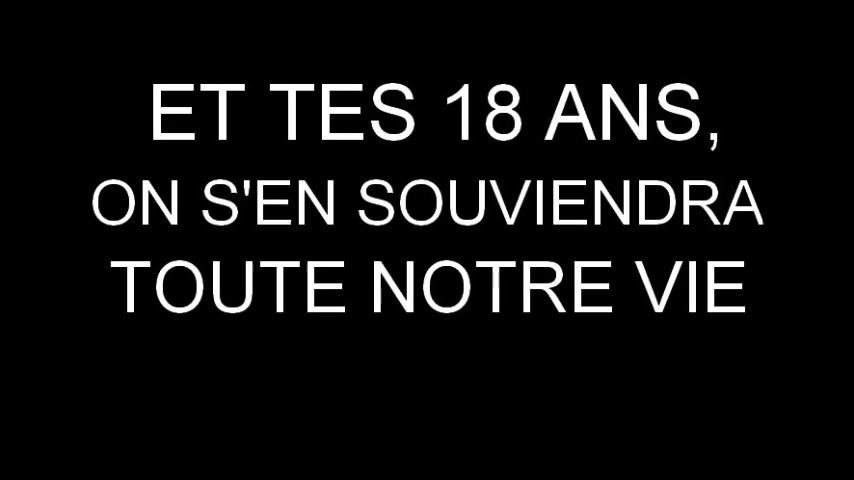 ET TES 18 ANS,
ON S'EN SOUVIENDRA
TOUTE NOTRE VIE